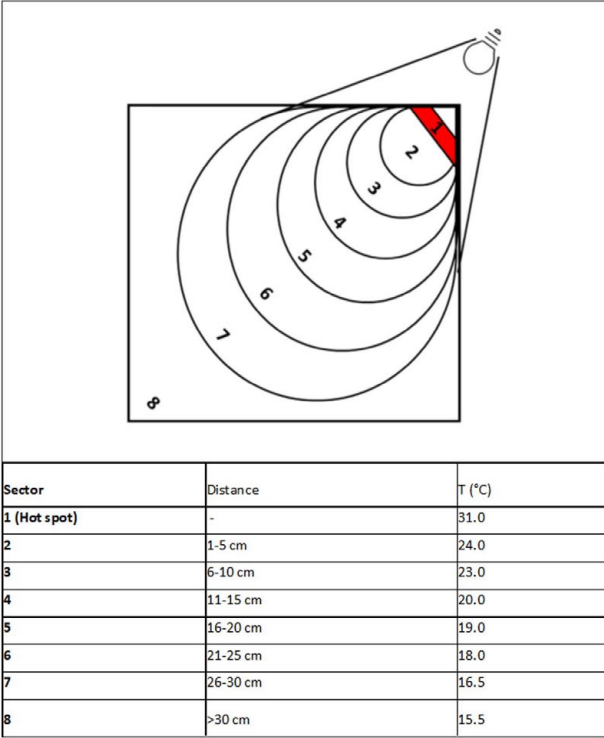 1
2
3
4
5
6
7
8
Sector Distance T (°C)
1 (Hot spot) - 31.0
2 1-5 cm 24.0
3 6-10 cm 23.0
4 11-15 cm 20.0
5 16-20 cm 19.0
6 21-25 cm 18.0
7 26-30 cm 16.5
8 >30 cm 15.5